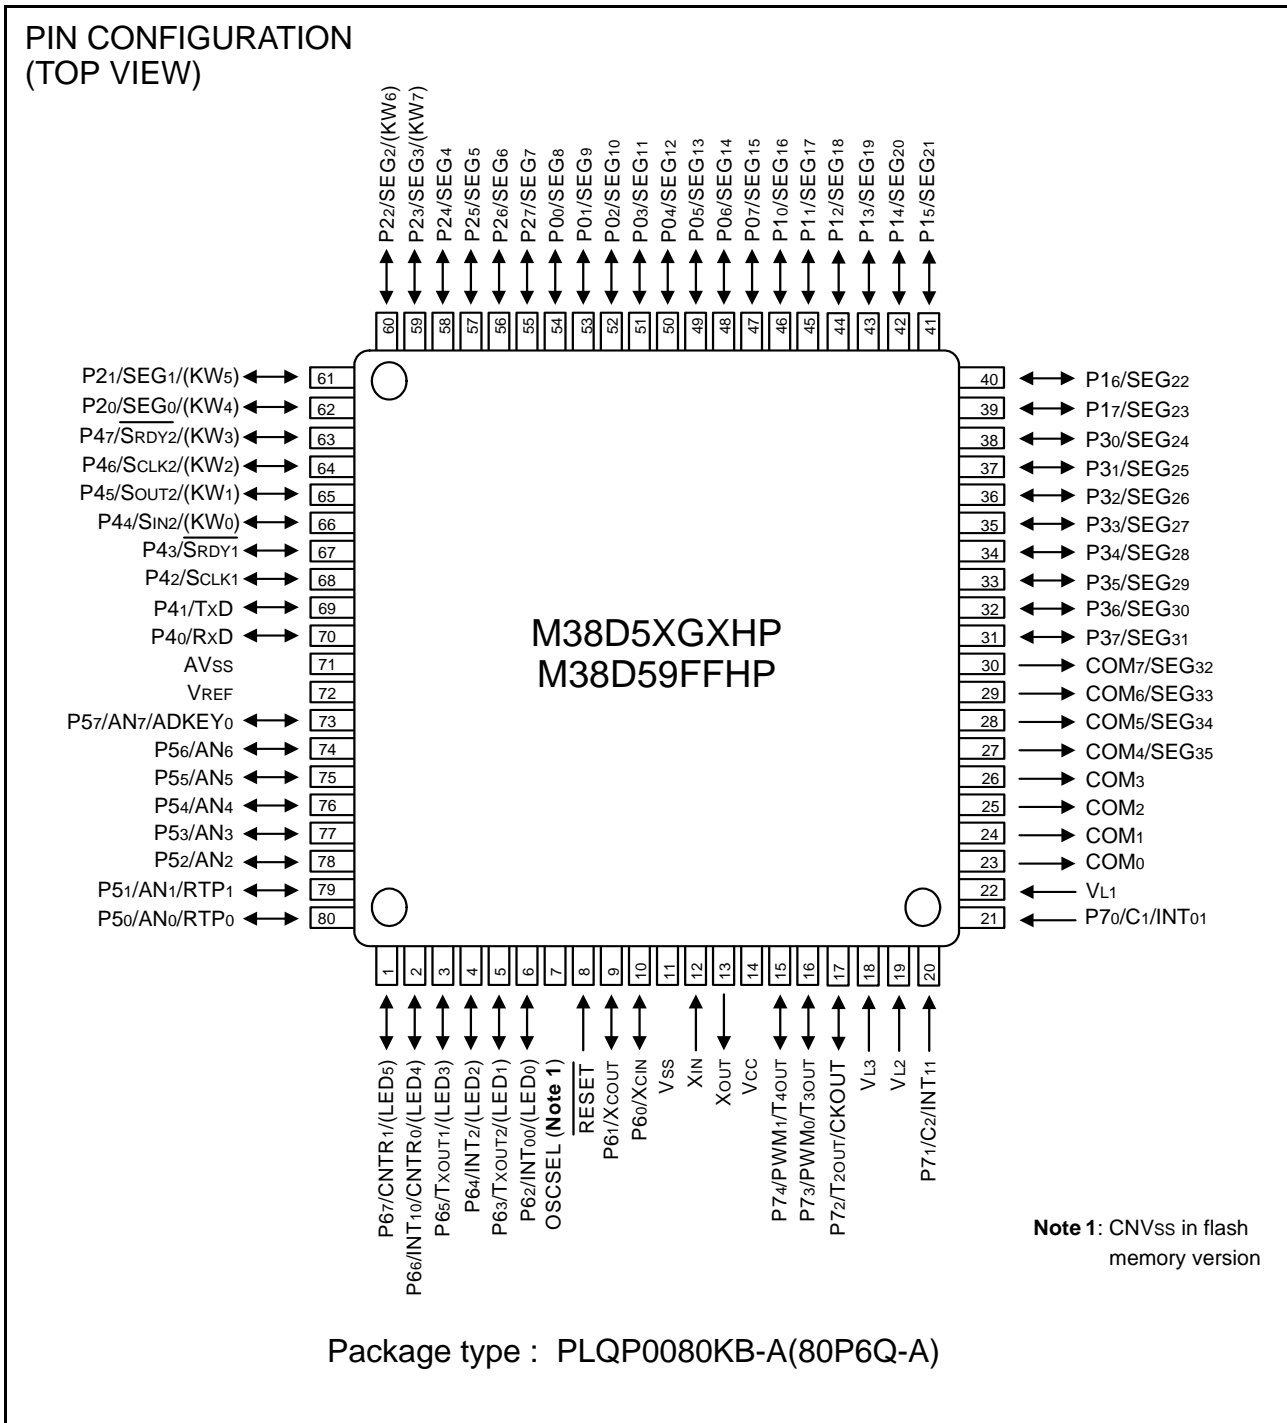 PIN CONFIGURATION
(TOP VIEW)
P22/SEG2/(KW6)
P23/SEG3/(KW7)
P24/SEG4
P25/SEG5
P26/SEG6
P27/SEG7
P00/SEG8
P01/SEG9
P02/SEG10
P03/SEG11
P04/SEG12
P05/SEG13
P06/SEG14
P07/SEG15
P10/SEG16
P11/SEG17
P12/SEG18
P13/SEG19
P14/SEG20
P15/SEG21
60 59 58 57 56 55 54 53 52 51 50 49 48 47 46 45 44 43 42 41
P21/SEG1/(KW5) 61
P20/SEG0/(KW4) 62
P47/SRDY2/(KW3) 63
P46/SCLK2/(KW2) 64
P45/SOUT2/(KW1) 65
P44/SIN2/(KW0) 66
P43/SRDY1 67
P42/SCLK1 68
P41/TXD 69
P40/RXD 70
AVSS 71
VREF 72
P57/AN7/ADKEY0 73
P56/AN6 74
P55/AN5 75
P54/AN4 76
P53/AN3 77
P52/AN2 78
P51/AN1/RTP1 79
P50/AN0/RTP0 80
M38D5XGXHP
M38D59FFHP
40 P16/SEG22
39 P17/SEG23
38 P30/SEG24
37 P31/SEG25
36 P32/SEG26
35 P33/SEG27
34 P34/SEG28
33 P35/SEG29
32 P36/SEG30
31 P37/SEG31
30 COM7/SEG32
29 COM6/SEG33
28 COM5/SEG34
27 COM4/SEG35
26 COM3
25 COM2
24 COM1
23 COM0
22 VL1
21 P70/C1/INT01
1 2 3 4 5 6 7 8 9 10 11 12 13 14 15 16 17 18 19 20
P67/CNTR1/(LED5)
P66/INT10/CNTR0/(LED4)
P65/TXOUT1/(LED3)
P64/INT2/(LED2)
P63/TXOUT2/(LED1)
P62/INT00/(LED0)
OSCSEL (Note 1)
RESET
P61/XCOUT
P60/XCIN
VSS
XIN
XOUT
VCC
P74/PWM1/T4OUT
P73/PWM0/T3OUT
P72/T2OUT/CKOUT
VL3
VL2
P71/C2/INT11
Note 1: CNVSS in flash
memory version
Package type : PLQP0080KB-A(80P6Q-A)